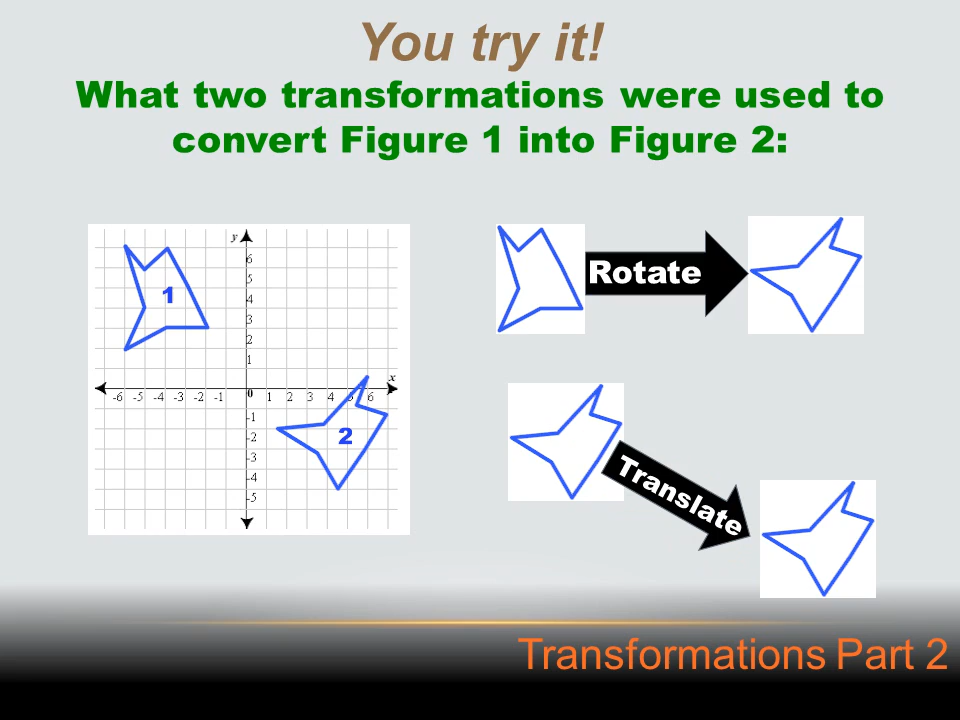 You try it!
What two transformations were used to
convert Figure 1 into Figure 2:
y
6
5
4
3
2
1
x
-6 -5 -4 -3 -2 -1 0 1 2 3 4 5 6
-1
-2
-3
-4
-5
1
2
Rotate
Translate
Transformations Part 2